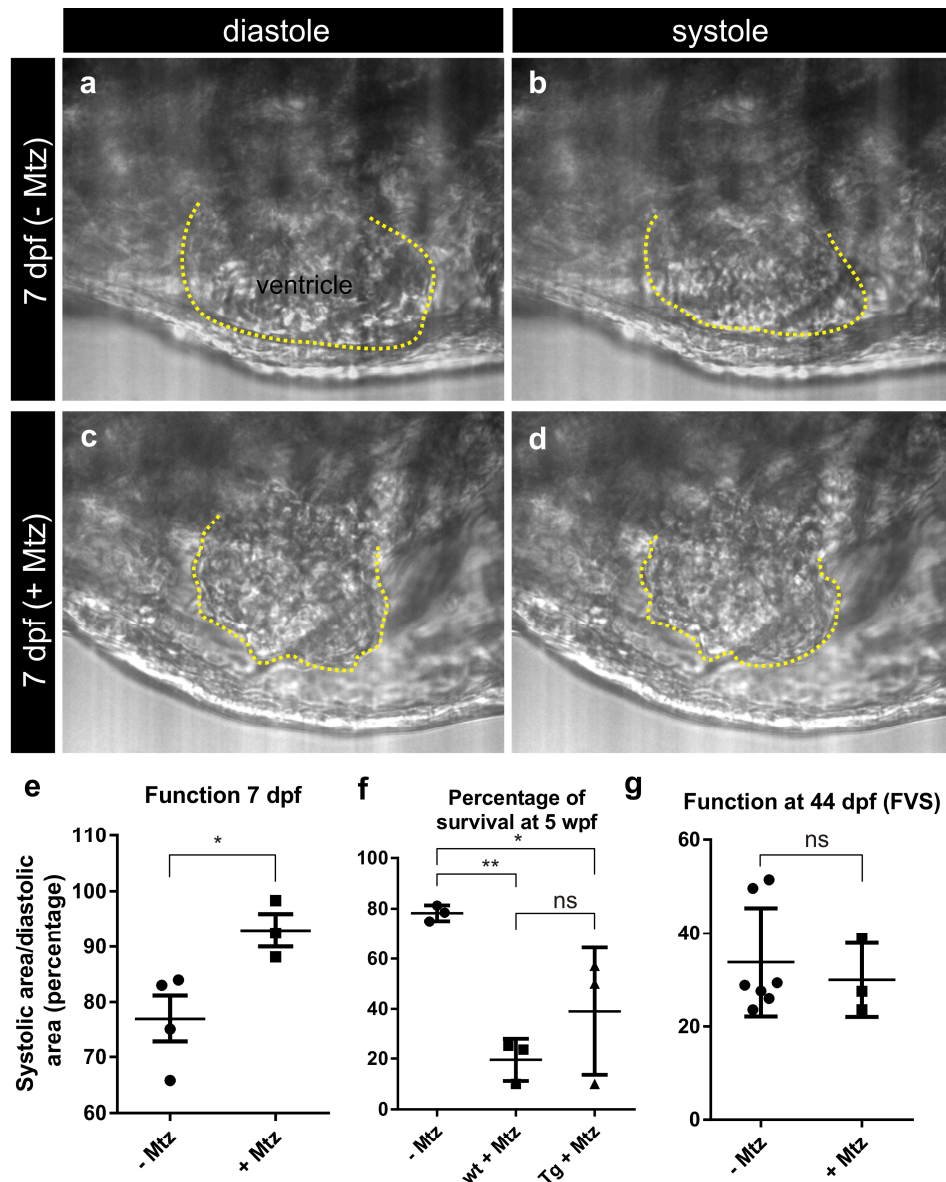 diastole
systole
7 dpf (- Mtz)
a
ventricle
b
7 dpf (+ Mtz)
c
d
e
Function 7 dpf
Systolic area/diastolic
area (percentage)
110
100
90
80
70
60
*
- Mtz
+ Mtz
f
Percentage of
survival at 5 wpf
100
80
60
40
20
0
*
**
ns
- Mtz
wt + Mtz
Tg + Mtz
g
Function at 44 dpf (FVS)
60
40
20
0
ns
- Mtz
+ Mtz